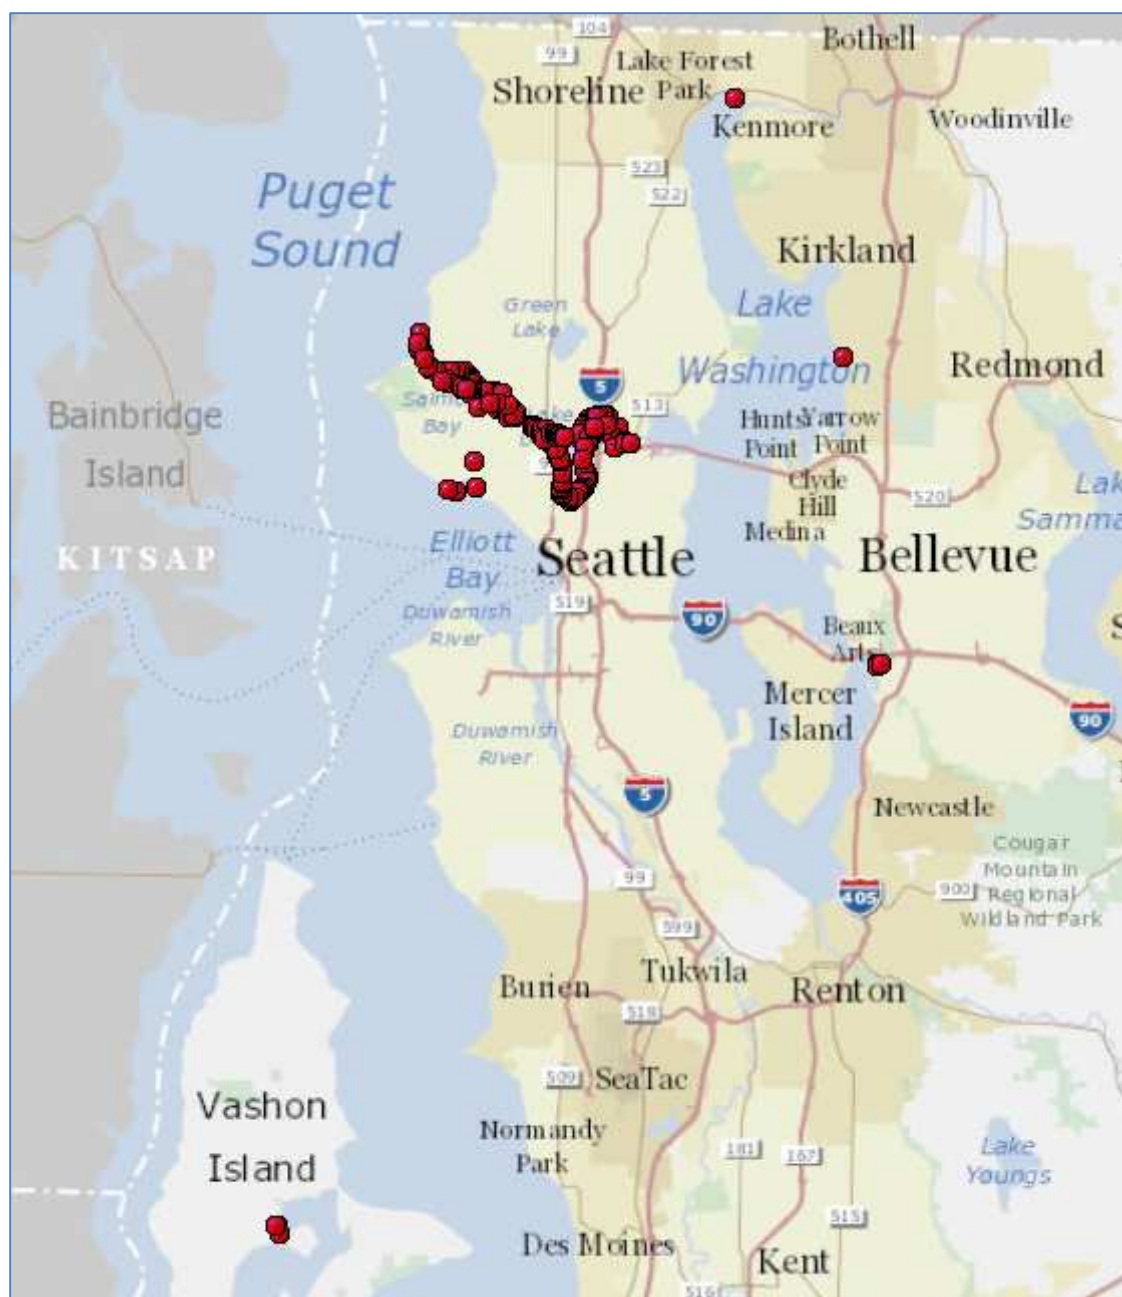 104
Bothell
99
Lake Forest
Park
Shoreline
Kenmore
Woodinville
523
522
Puget
Sound
Kirkland
Green
Lake
Lake
Washington
Redmond
5
513
Bainbridge
Island
Bay
Hunts
Point
Yarrow
Point
Clyde
Hill
520
Medina
KITSAP
Elliott
Bay
Seattle
Bellevue
Duwamish
River
519
90
Beaux
Arts
Mercer
Island
90
Duwamish
River
5
Newcastle
Cougar
Mountain
Regional
Wildland Park
99
405
900
599
Tukwila
Burien
Renton
518
509
SeaTac
Vashon
Island
Normandy
Park
181
167
Lake
Youngs
515
Des Moines
Kent
516